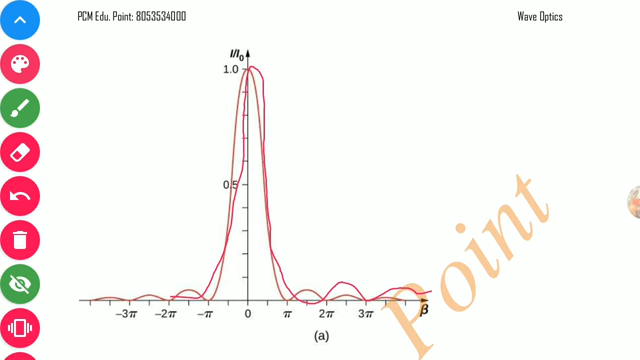 PCM Edu. Point: 8053534000
Wave Optics
I/I₀
1.0
0.5
−3π −2π −π 0 π 2π 3π β
(a)
Point